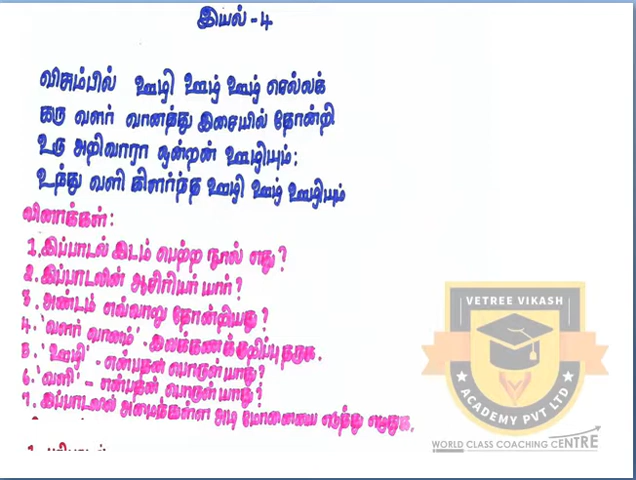 இயல் - 4
விசும்பில் ஊழி ஊழ் ஊழ் செல்லக்
கரு வளர் வானத்து இசையில் தோன்றி
உரு அறிவாரா ஒன்றன் ஊழியும்;
உந்து வளி கிளர்ந்த ஊழி ஊழ் ஊழியும்
வினாக்கள்:
1. இப்பாடல் இடம் பெற்ற நூல் எது?
2. இப்பாடலின் ஆசிரியர் யார்?
3. அண்டம் எவ்வாறு தோன்றியது?
4. 'வளர் வானம்' - இலக்கணக்குறிப்பு தருக.
5. 'ஊழி' - என்பதன் பொருள் யாது?
6. 'வளி' - என்பதன் பொருள் யாது?
7. இப்பாடலில் அமைந்துள்ள அடி மோனையை எடுத்து எழுதுக.
VETREE VIKASH
ACADEMY PVT LTD
WORLD CLASS COACHING CENTRE